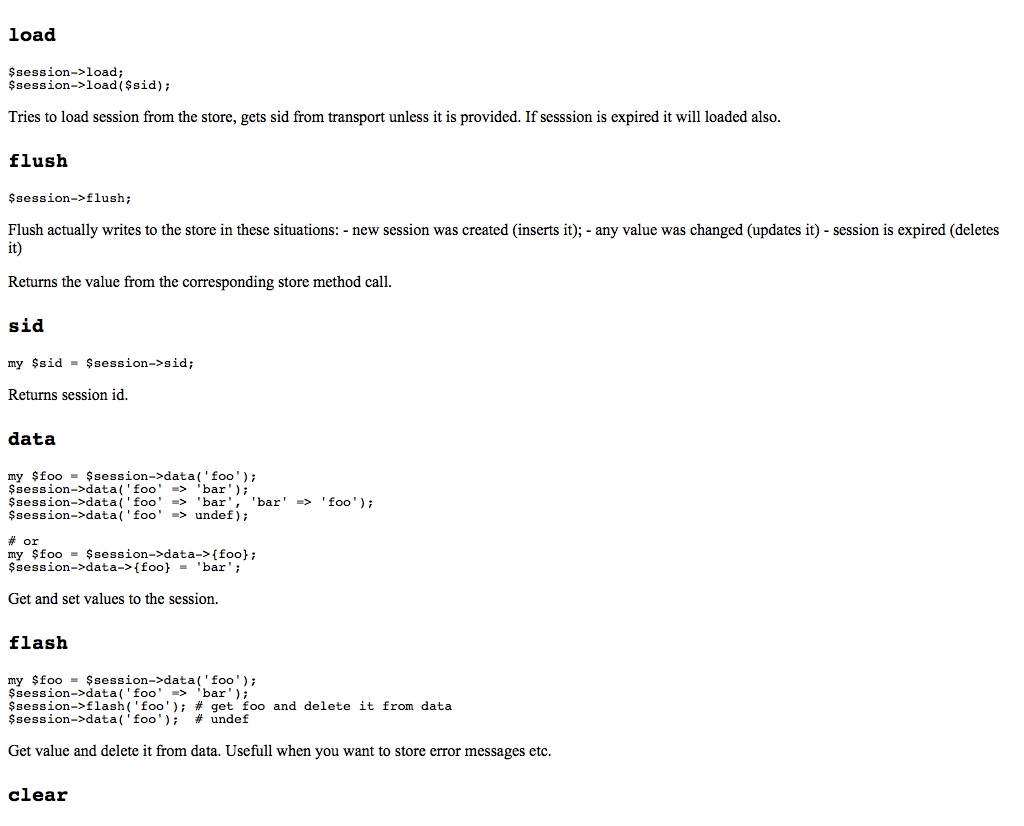 load
$session->load;
$session->load($sid);
Tries to load session from the store, gets sid from transport unless it is provided. If sesssion is expired it will loaded also.
flush
$session->flush;
Flush actually writes to the store in these situations: - new session was created (inserts it); - any value was changed (updates it) - session is expired (deletes
it)
Returns the value from the corresponding store method call.
sid
my $sid = $session->sid;
Returns session id.
data
my $foo = $session->data('foo');
$session->data('foo' => 'bar');
$session->data('foo' => 'bar', 'bar' => 'foo');
$session->data('foo' => undef);
# or
my $foo = $session->data->{foo};
$session->data->{foo} = 'bar';
Get and set values to the session.
flash
my $foo = $session->data('foo');
$session->data('foo' => 'bar');
$session->flash('foo'); # get foo and delete it from data
$session->data('foo');  # undef
Get value and delete it from data. Usefull when you want to store error messages etc.
clear